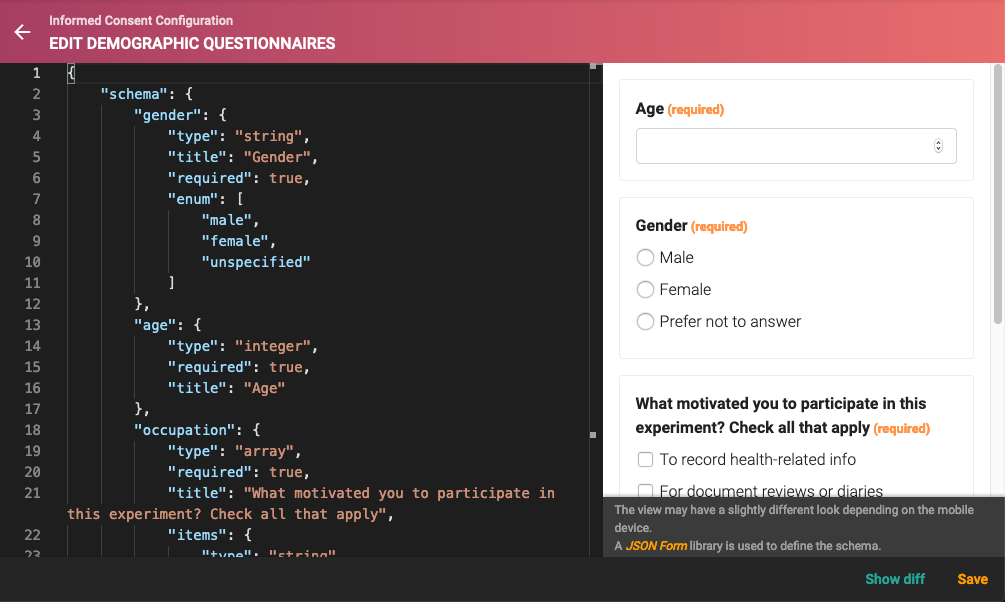 Informed Consent Configuration
EDIT DEMOGRAPHIC QUESTIONNAIRES
1 {
2 "schema": {
3 "gender": {
4 "type": "string",
5 "title": "Gender",
6 "required": true,
7 "enum": [
8 "male",
9 "female",
10 "unspecified"
11 ]
12 },
13 "age": {
14 "type": "integer",
15 "required": true,
16 "title": "Age"
17 },
18 "occupation": {
19 "type": "array",
20 "required": true,
21 "title": "What motivated you to participate in
this experiment? Check all that apply",
22 "items": {
23 "type": "string"
Age (required)
Gender (required)
Male
Female
Prefer not to answer
What motivated you to participate in this
experiment? Check all that apply (required)
To record health-related info
For document reviews or diaries
The view may have a slightly different look depending on the mobile
device.
A JSON Form library is used to define the schema.
Show diff Save